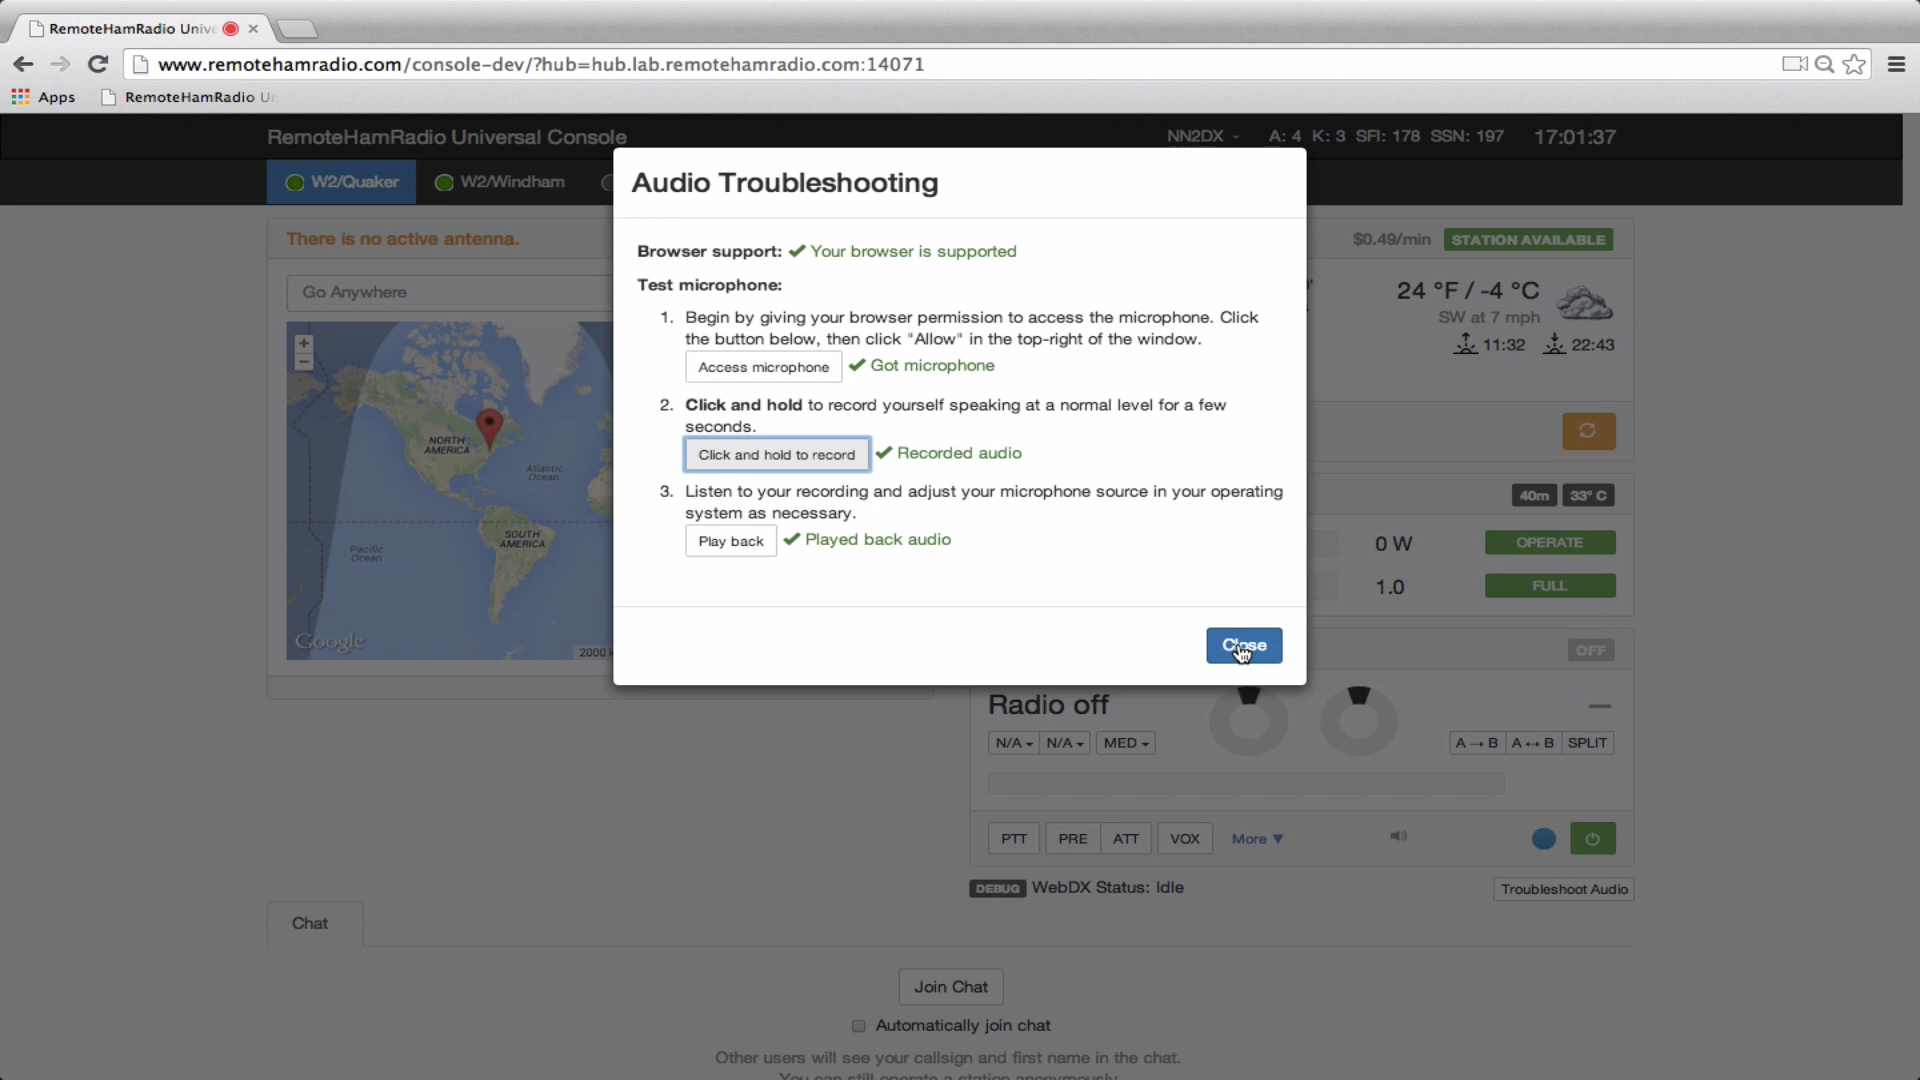 RemoteHamRadio Unive
www.remotehamradio.com/console-dev/?hub=hub.lab.remotehamradio.com:14071
Apps RemoteHamRadio Un
RemoteHamRadio Universal Console NN2DX A: 4 K: 3 SFI: 178 SSN: 197 17:01:37
W2/Quaker W2/Windham
Audio Troubleshooting
There is no active antenna.
$0.49/min STATION AVAILABLE
Browser support: ✔ Your browser is supported
Test microphone:
Go Anywhere
24 °F / -4 °C
SW at 7 mph
11:32 22:43
1. Begin by giving your browser permission to access the microphone. Click
the button below, then click "Allow" in the top-right of the window.
Access microphone ✔ Got microphone
2. Click and hold to record yourself speaking at a normal level for a few
seconds.
Click and hold to record ✔ Recorded audio
3. Listen to your recording and adjust your microphone source in your operating
system as necessary.
Play back ✔ Played back audio
Close
+
−
NORTH
AMERICA
Atlantic
Ocean
SOUTH
AMERICA
Pacific
Ocean
Google
2000 k
40m 33° C
0 W OPERATE
1.0 FULL
OFF
Radio off
N/A N/A MED A → B A ↔ B SPLIT
PTT PRE ATT VOX More ▼
DEBUG WebDX Status: Idle Troubleshoot Audio
Chat
Join Chat
Automatically join chat
Other users will see your callsign and first name in the chat.
You can still operate a station anonymously.